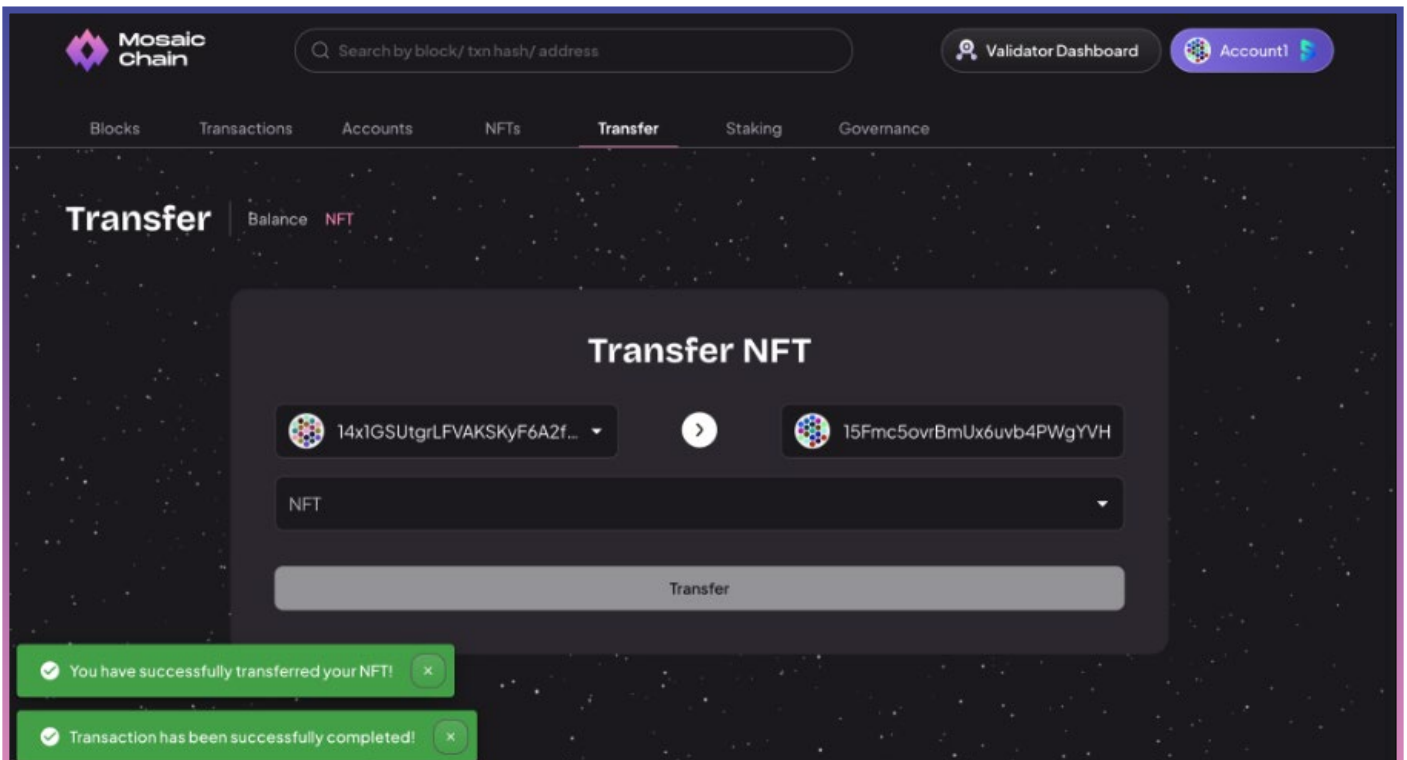 Mosaic
Chain
Search by block/ txn hash/ address
Validator Dashboard
Account1
Blocks Transactions Accounts NFTs Transfer Staking Governance
Transfer Balance NFT
Transfer NFT
14x1GSUtgrLFVAKSKyF6A2f...
15Fmc5ovrBmUx6uvb4PWgYVH
NFT
Transfer
You have successfully transferred your NFT!
Transaction has been successfully completed!